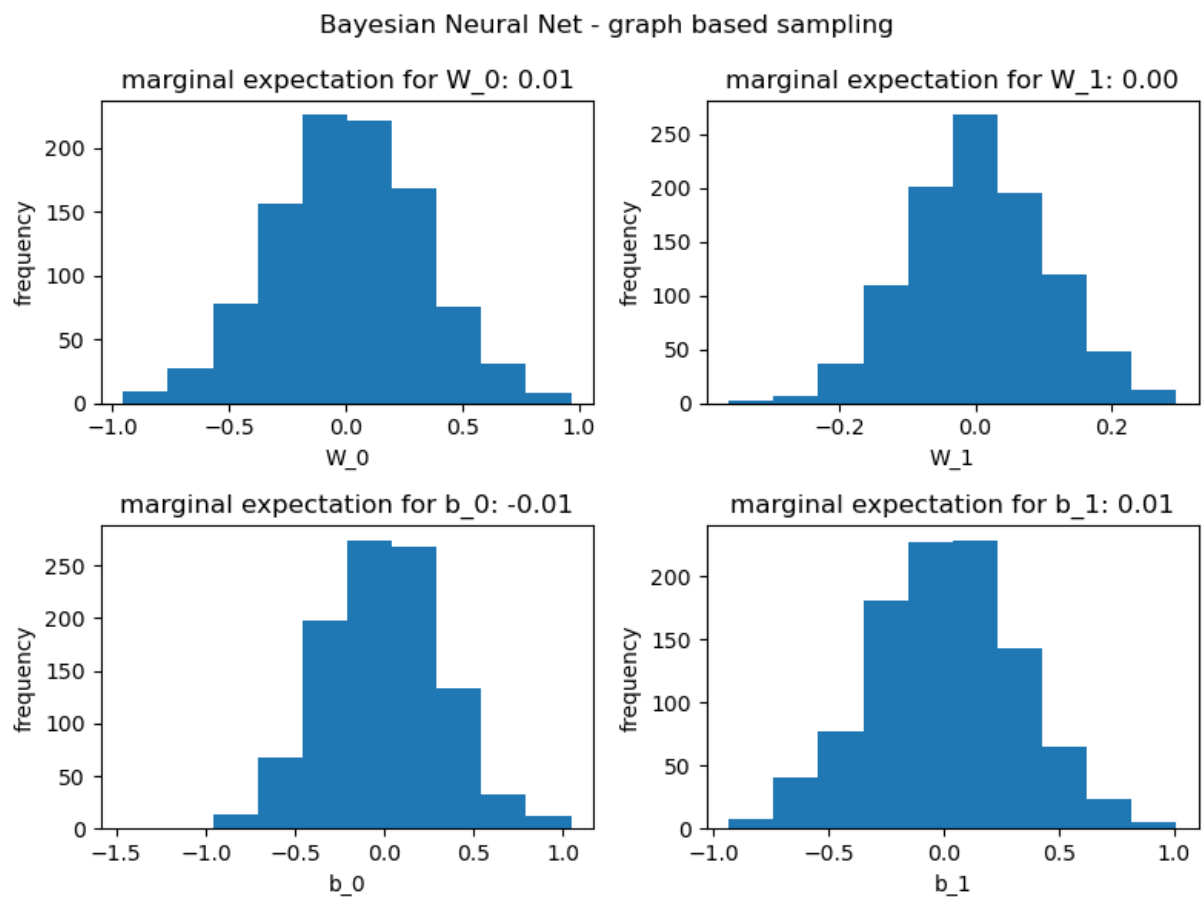 Bayesian Neural Net - graph based sampling
marginal expectation for W_0: 0.01
200
150
100
50
0
frequency
−1.0 −0.5 0.0 0.5 1.0
W_0
marginal expectation for W_1: 0.00
250
200
150
100
50
0
frequency
−0.2 0.0 0.2
W_1
marginal expectation for b_0: -0.01
250
200
150
100
50
0
frequency
−1.5 −1.0 −0.5 0.0 0.5 1.0
b_0
marginal expectation for b_1: 0.01
200
150
100
50
0
frequency
−1.0 −0.5 0.0 0.5 1.0
b_1